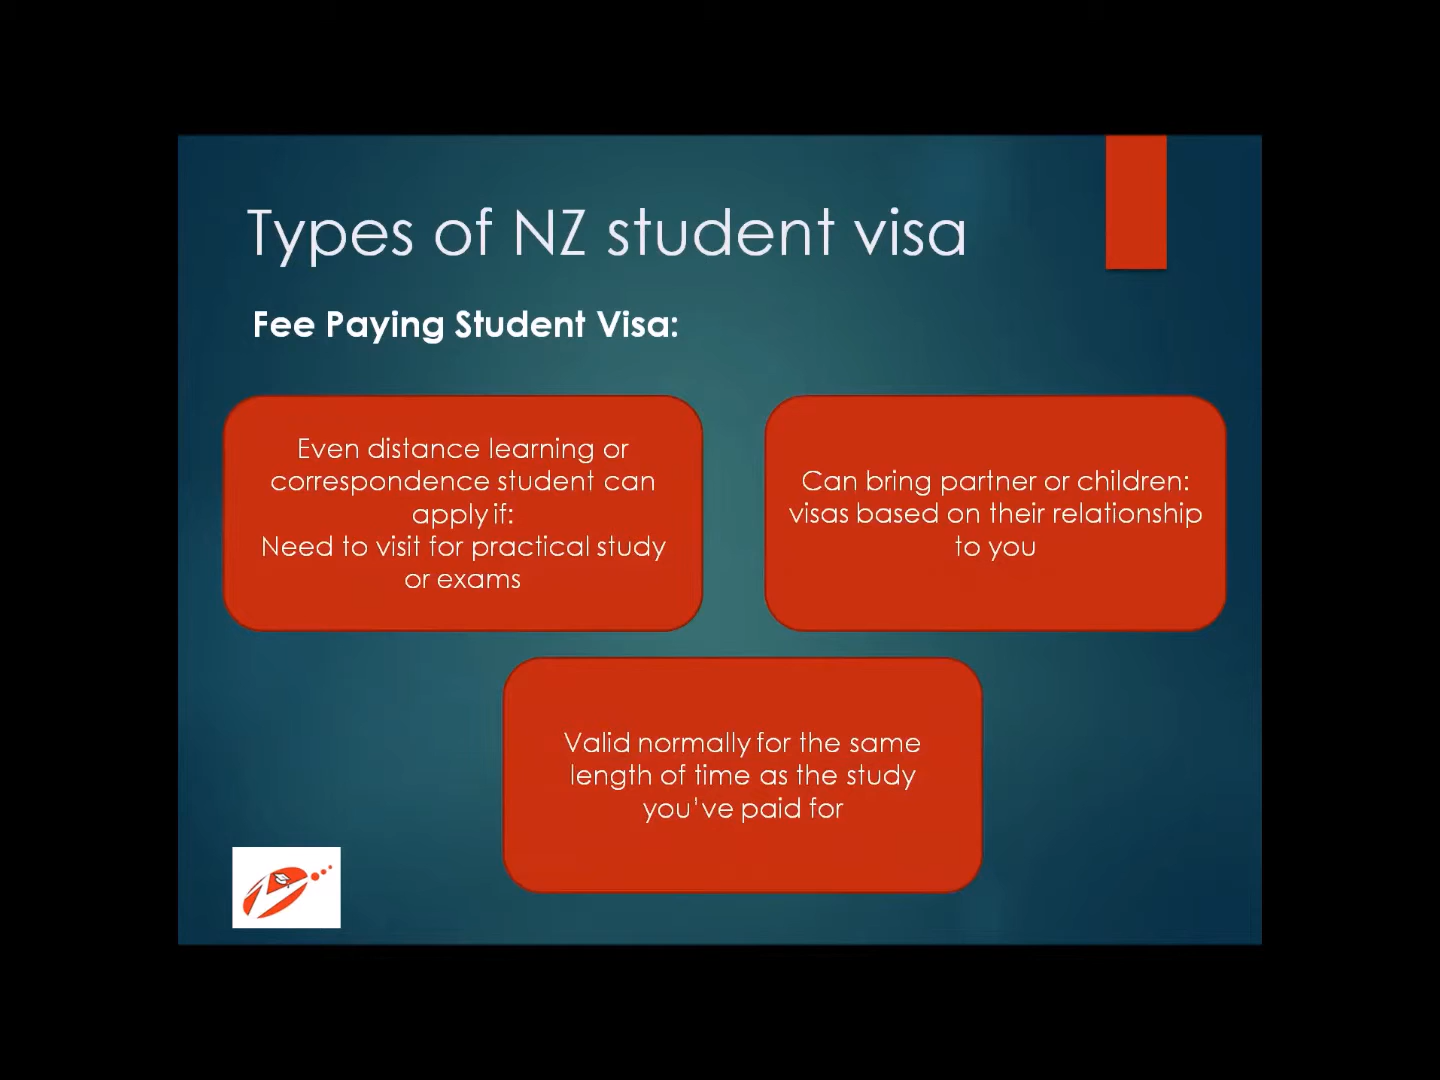 Types of NZ student visa
Fee Paying Student Visa:
Even distance learning or
correspondence student can
apply if:
Need to visit for practical study
or exams
Can bring partner or children:
visas based on their relationship
to you
Valid normally for the same
length of time as the study
you've paid for